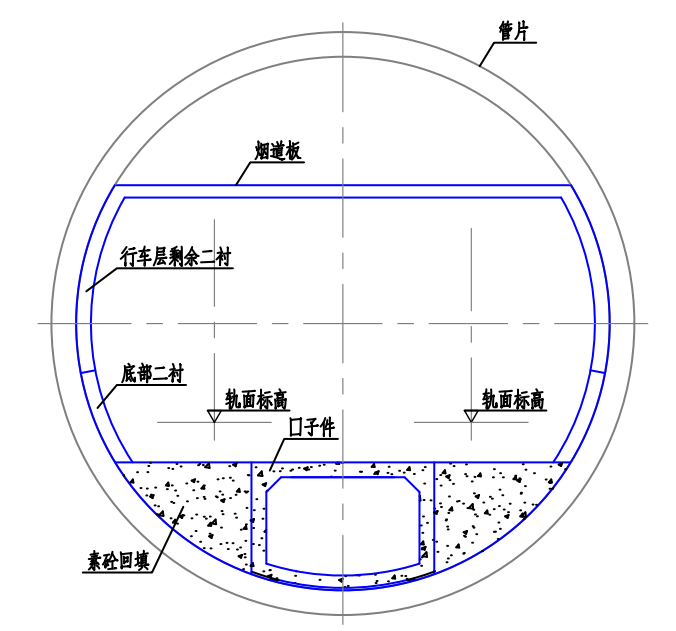 管片
烟道板
行车层剩余二衬
底部二衬
轨面标高
轨面标高
口子件
素砼回填